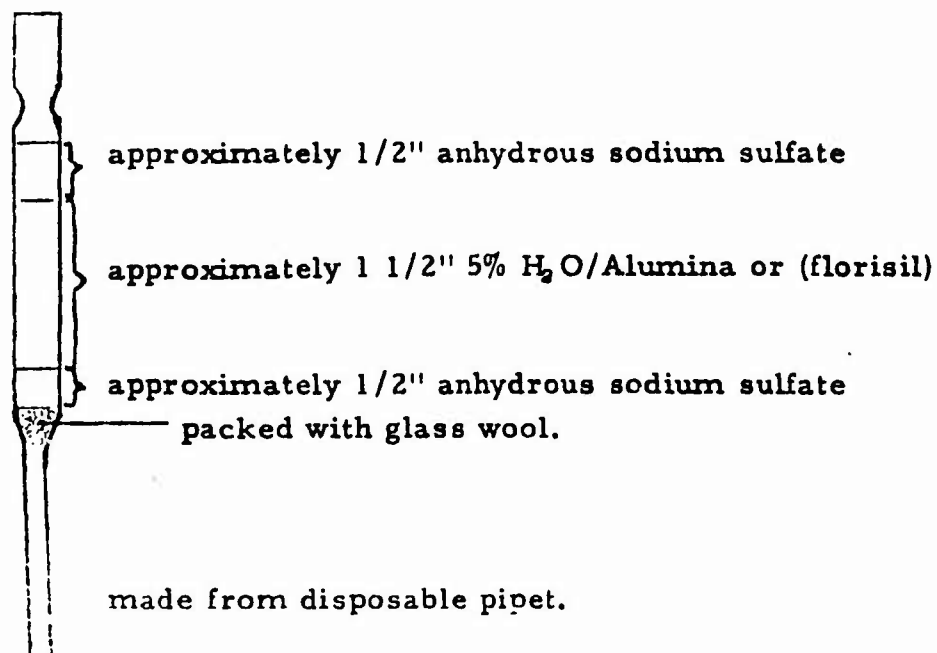 approximately 1/2" anhydrous sodium sulfate
approximately 1 1/2" 5% H₂O/Alumina or (florisil)
approximately 1/2" anhydrous sodium sulfate
packed with glass wool.
made from disposable pipet.